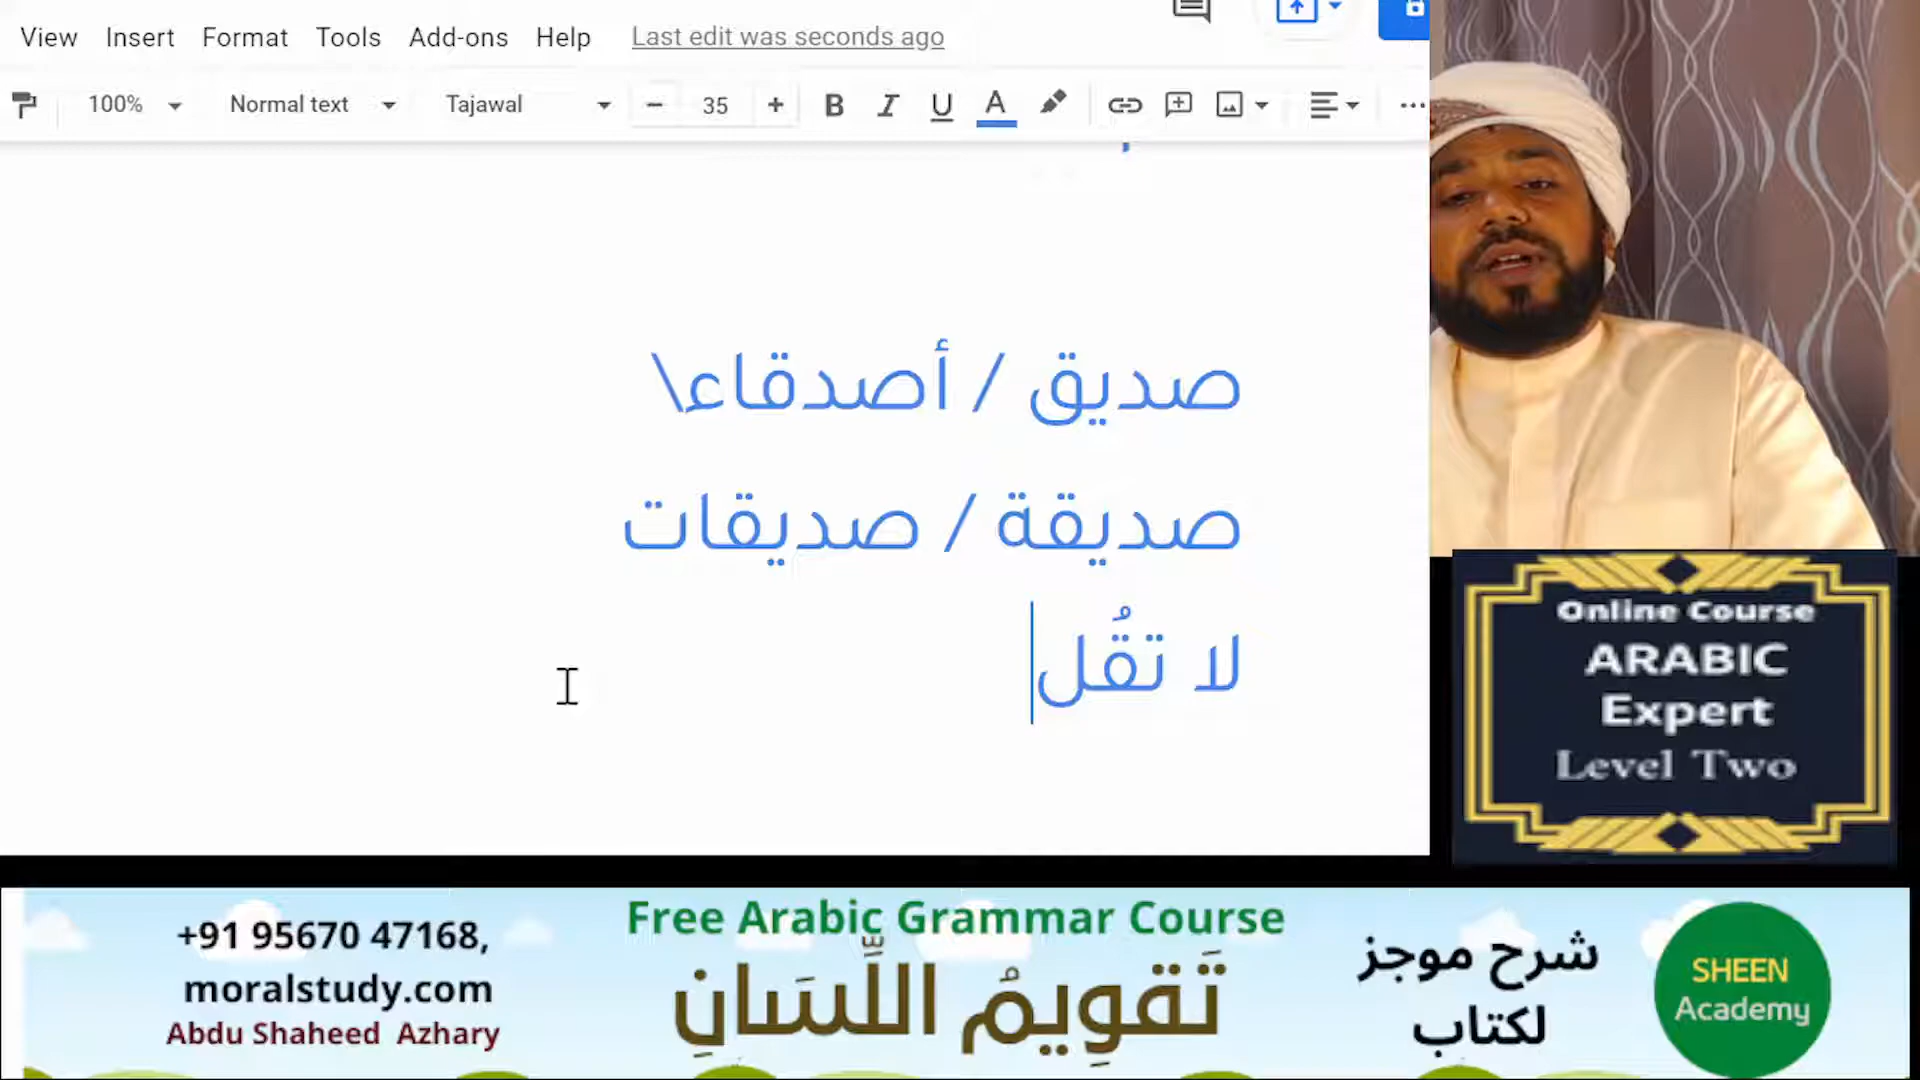 View Insert Format Tools Add-ons Help Last edit was seconds ago
100% Normal text Tajawal 35 B I U A
صديق / أصدقاء\
صديقة / صديقات
لا تقُل
Online Course
ARABIC
Expert
Level Two
+91 95670 47168,
moralstudy.com
Abdu Shaheed Azhary
Free Arabic Grammar Course
تَقوِيمُ اللِّسَانِ
شرح موجز
لكتاب
SHEEN
Academy